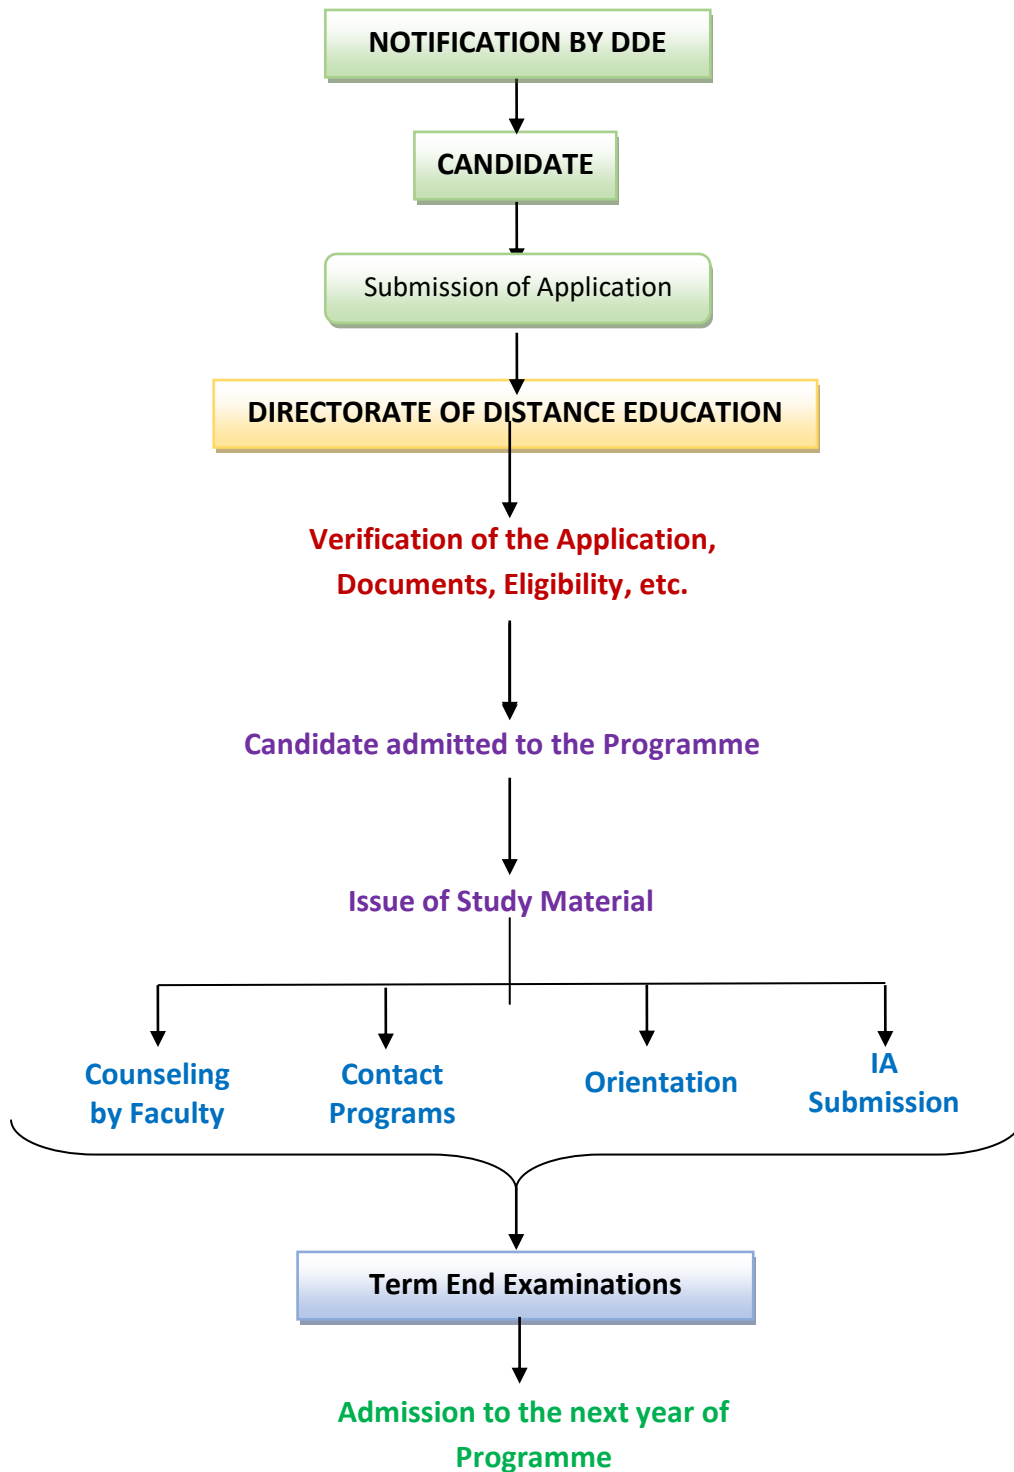 NOTIFICATION BY DDE
CANDIDATE
Submission of Application
DIRECTORATE OF DISTANCE EDUCATION
Verification of the Application,
Documents, Eligibility, etc.
Candidate admitted to the Programme
Issue of Study Material
Counseling
by Faculty
Contact
Programs
Orientation
IA
Submission
Term End Examinations
Admission to the next year of
Programme